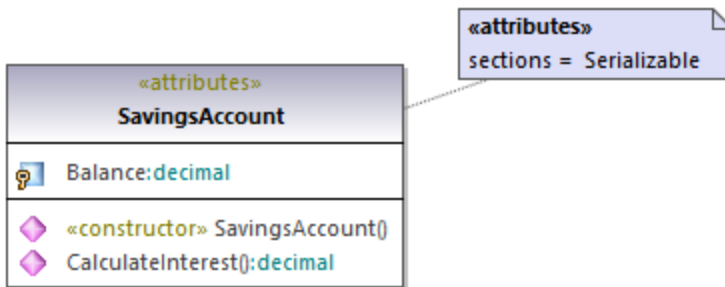 «attributes»
sections = Serializable
«attributes»
SavingsAccount
Balance:decimal
«constructor» SavingsAccount()
CalculateInterest():decimal